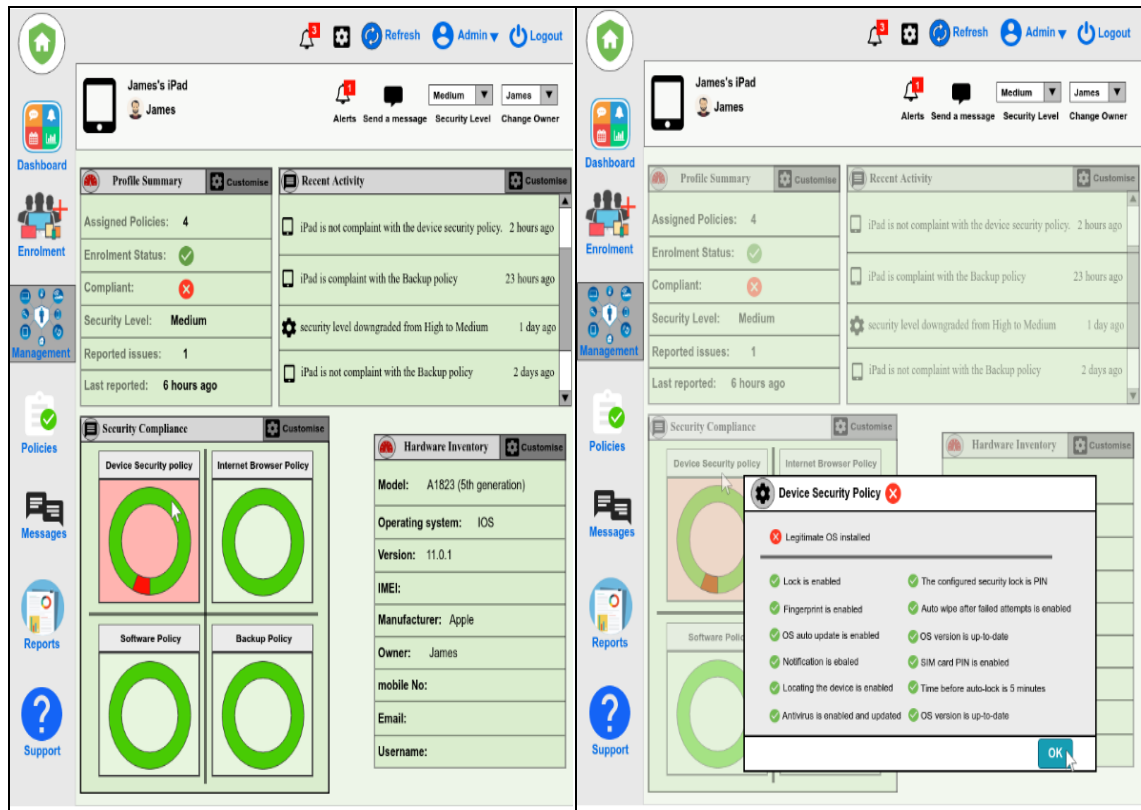 3
Refresh
Admin
Logout
James's iPad
James
1
Medium
James
Alerts
Send a message
Security Level
Change Owner
Dashboard
Enrolment
Management
Policies
Messages
Reports
Support
Profile Summary
Customise
Assigned Policies: 4
Enrolment Status:
Compliant:
Security Level: Medium
Reported issues: 1
Last reported: 6 hours ago
Recent Activity
Customise
iPad is not complaint with the device security policy. 2 hours ago
iPad is complaint with the Backup policy 23 hours ago
security level downgraded from High to Medium 1 day ago
iPad is not complaint with the Backup policy 2 days ago
Security Compliance
Customise
Device Security policy
Internet Browser Policy
Software Policy
Backup Policy
Hardware Inventory
Customise
Model: A1823 (5th generation)
Operating system: IOS
Version: 11.0.1
IMEI:
Manufacturer: Apple
Owner: James
mobile No:
Email:
Username:
3
Refresh
Admin
Logout
James's iPad
James
1
Medium
James
Alerts
Send a message
Security Level
Change Owner
Dashboard
Enrolment
Management
Policies
Messages
Reports
Support
Profile Summary
Customise
Assigned Policies: 4
Enrolment Status:
Compliant:
Security Level: Medium
Reported issues: 1
Last reported: 6 hours ago
Recent Activity
Customise
iPad is not complaint with the device security policy. 2 hours ago
iPad is complaint with the Backup policy 23 hours ago
security level downgraded from High to Medium 1 day ago
iPad is not complaint with the Backup policy 2 days ago
Security Compliance
Customise
Device Security policy
Internet Browser Policy
Software Polic
Hardware Inventory
Customise
Device Security Policy
Legitimate OS installed
Lock is enabled
The configured security lock is PIN
Fingerprint is enabled
Auto wipe after failed attempts is enabled
OS auto update is enabled
OS version is up-to-date
Notification is ebaled
SIM card PIN is enabled
Locating the device is enabled
Time before auto-lock is 5 minutes
Antivirus is enabled and updated
OS version is up-to-date
OK